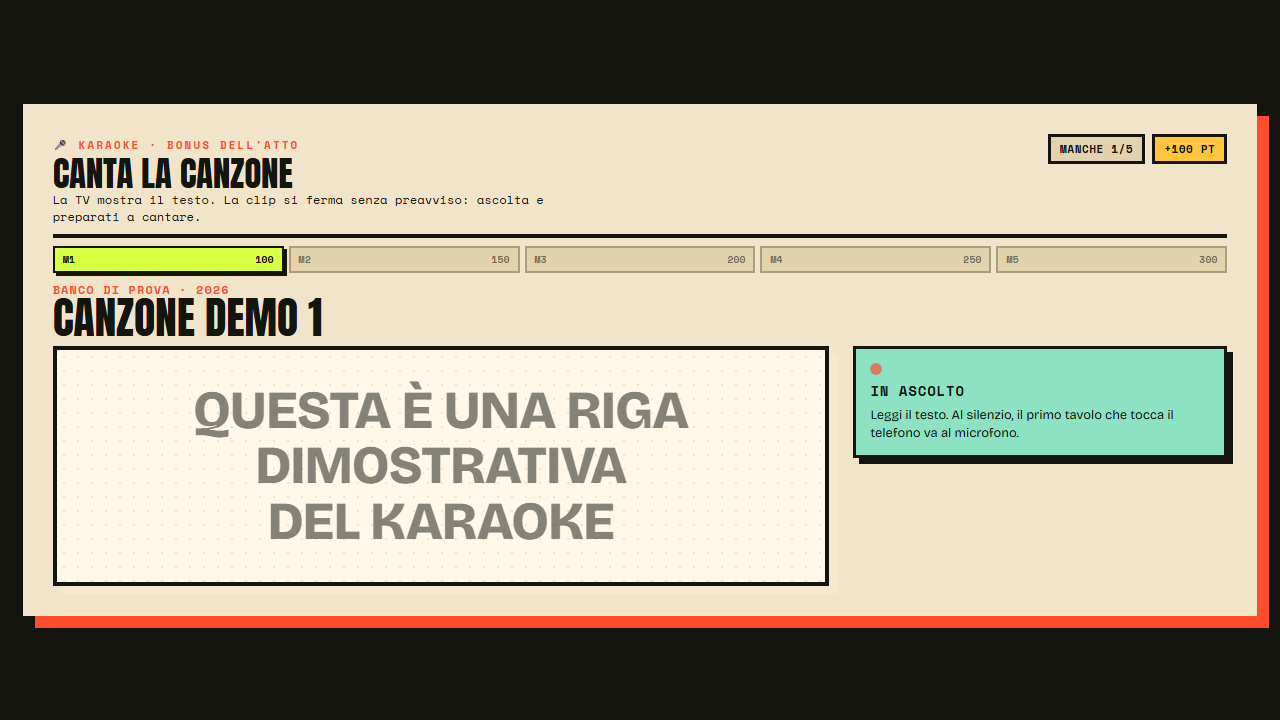 KARAOKE · BONUS DELL'ATTO
CANTA LA CANZONE
La TV mostra il testo. La clip si ferma senza preavviso: ascolta e
preparati a cantare.
MANCHE 1/5
+100 PT
M1 100
M2 150
M3 200
M4 250
M5 300
BANCO DI PROVA · 2026
CANZONE DEMO 1
QUESTA È UNA RIGA
DIMOSTRATIVA
DEL KARAOKE
IN ASCOLTO
Leggi il testo. Al silenzio, il primo tavolo che tocca il
telefono va al microfono.